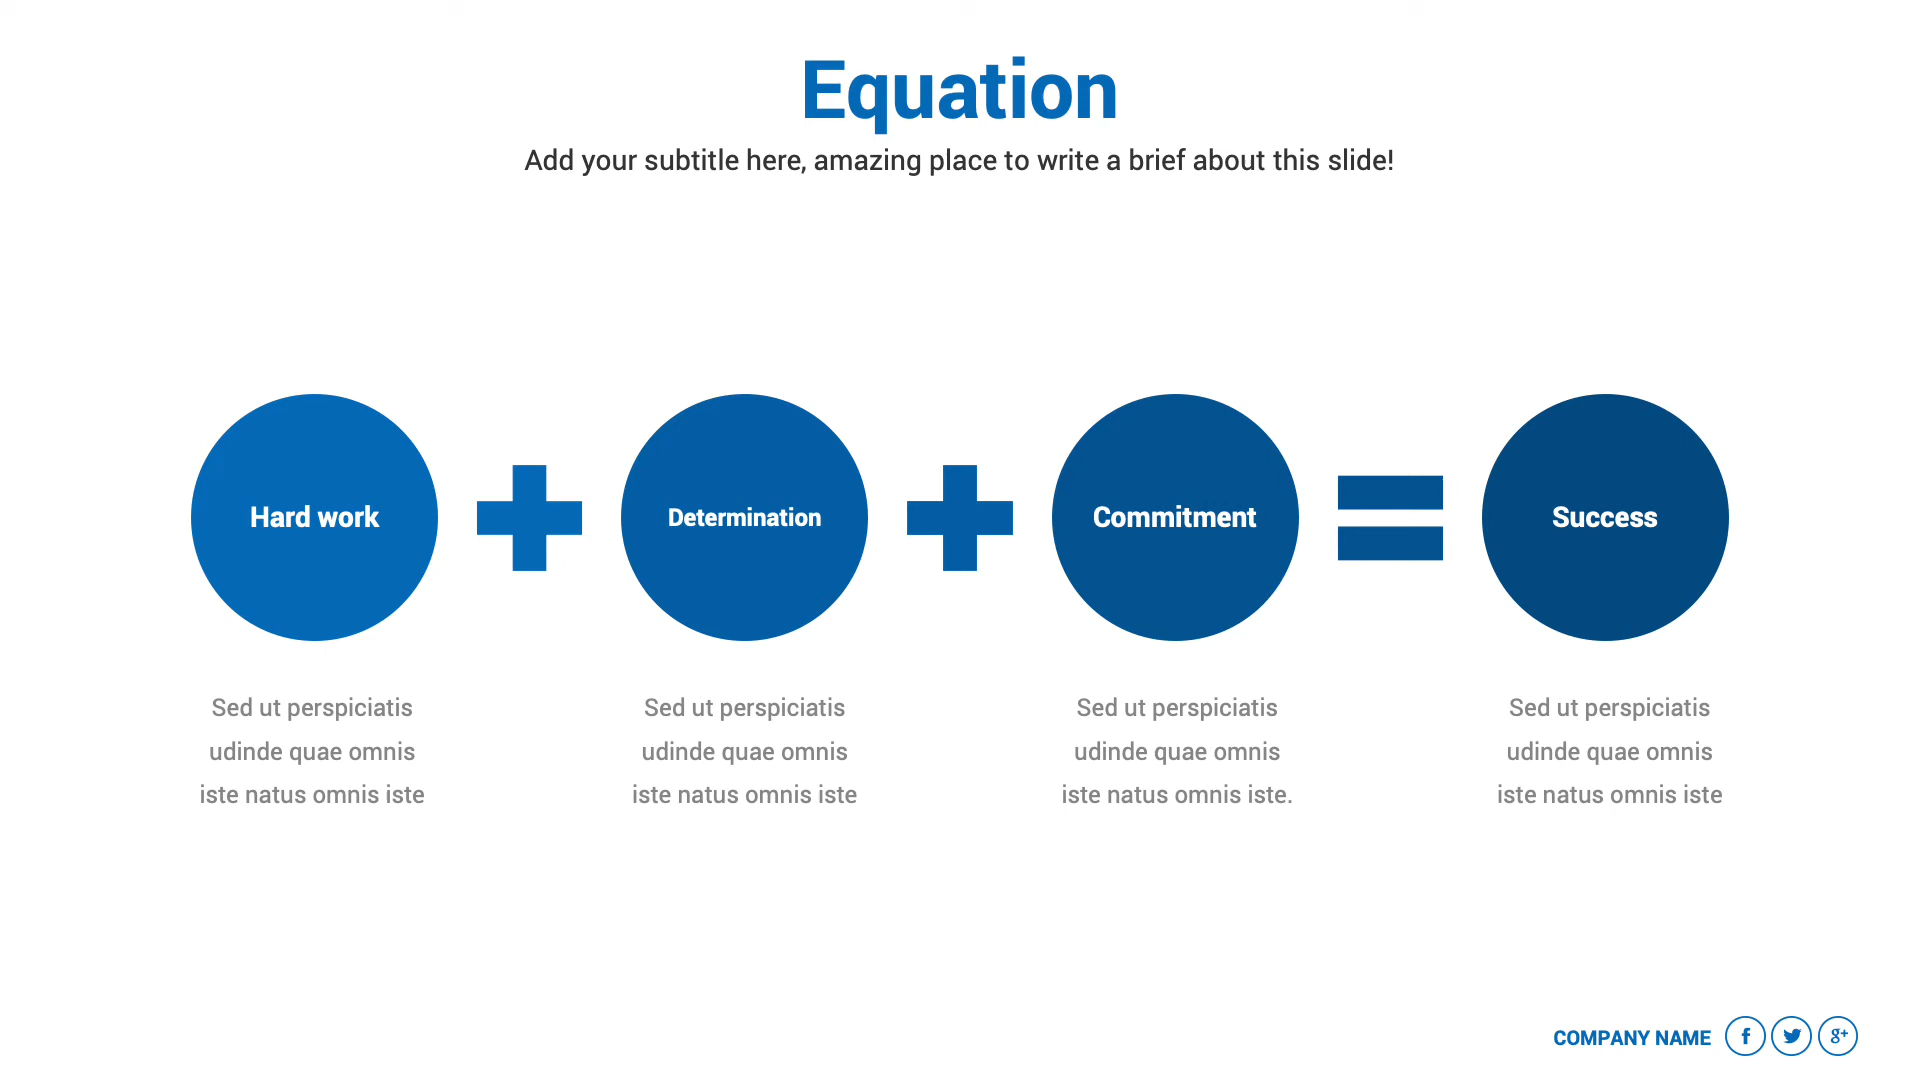 Equation
Add your subtitle here, amazing place to write a brief about this slide!
Hard work
Determination
Commitment
Success
Sed ut perspiciatis
udinde quae omnis
iste natus omnis iste
Sed ut perspiciatis
udinde quae omnis
iste natus omnis iste
Sed ut perspiciatis
udinde quae omnis
iste natus omnis iste.
Sed ut perspiciatis
udinde quae omnis
iste natus omnis iste
COMPANY NAME